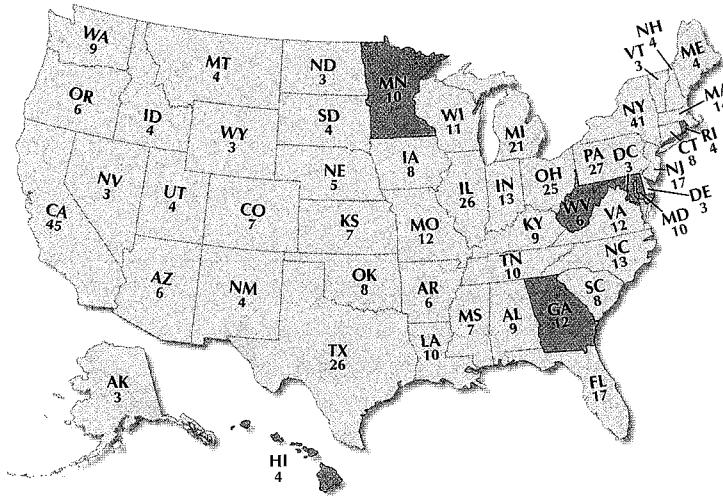 WA
9
OR
6
CA
45
NV
3
ID
4
MT
4
WY
3
UT
4
AZ
6
CO
7
NM
4
ND
3
SD
4
NE
5
KS
7
OK
8
TX
26
MN
10
IA
8
MO
12
AR
6
LA
10
WI
11
IL
26
MI
21
IN
13
OH
25
KY
9
TN
10
MS
7
AL
9
GA
12
FL
17
SC
8
NC
13
VA
12
WV
6
PA
27
DC
3
NY
41
VT
3
NH
4
ME
4
MA
RI
4
CT
8
NJ
17
DE
3
MD
10
AK
3
HI
4